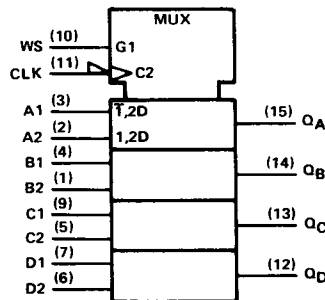 MUX
WS (10) G1
CLK (11) C2
A1 (3) 1̅,2D
A2 (2) 1,2D
(15) QA
B1 (4)
B2 (1)
(14) QB
C1 (9)
C2 (5)
(13) QC
D1 (7)
D2 (6)
(12) QD